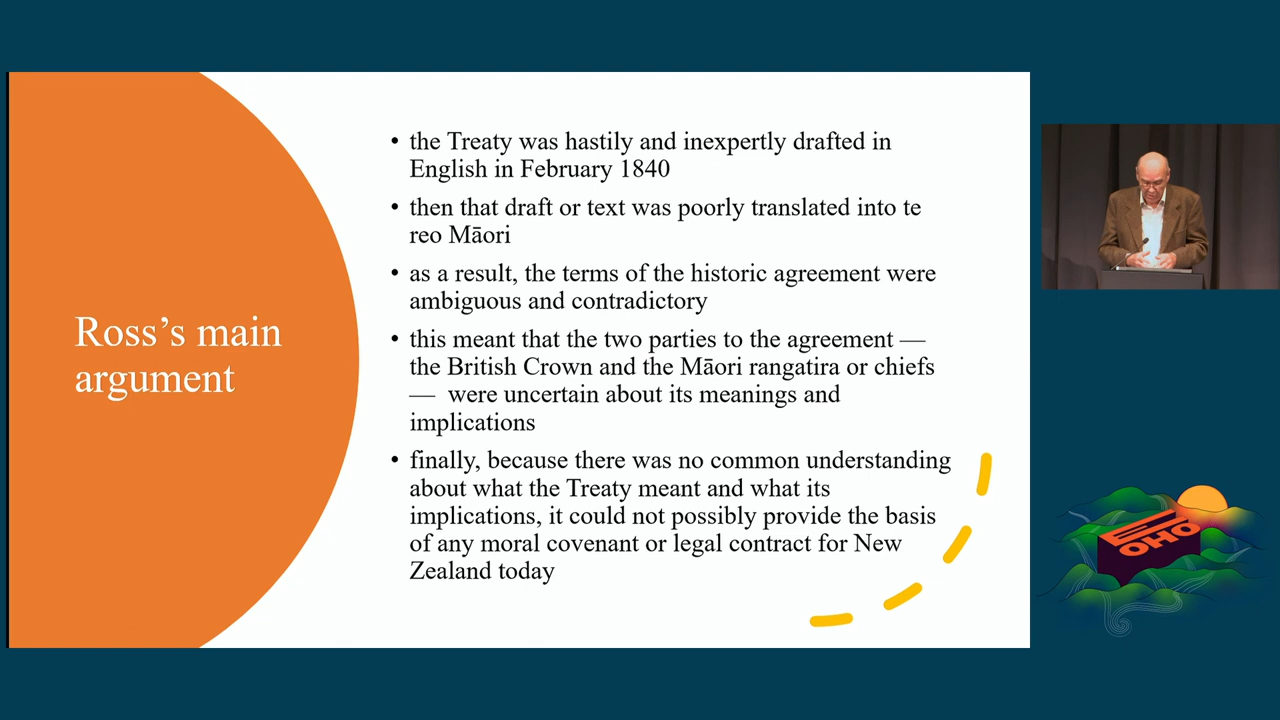 Ross’s main
argument
• the Treaty was hastily and inexpertly drafted in
English in February 1840
• then that draft or text was poorly translated into te
reo Māori
• as a result, the terms of the historic agreement were
ambiguous and contradictory
• this meant that the two parties to the agreement —
the British Crown and the Māori rangatira or chiefs
— were uncertain about its meanings and
implications
• finally, because there was no common understanding
about what the Treaty meant and what its
implications, it could not possibly provide the basis
of any moral covenant or legal contract for New
Zealand today
E
OHO